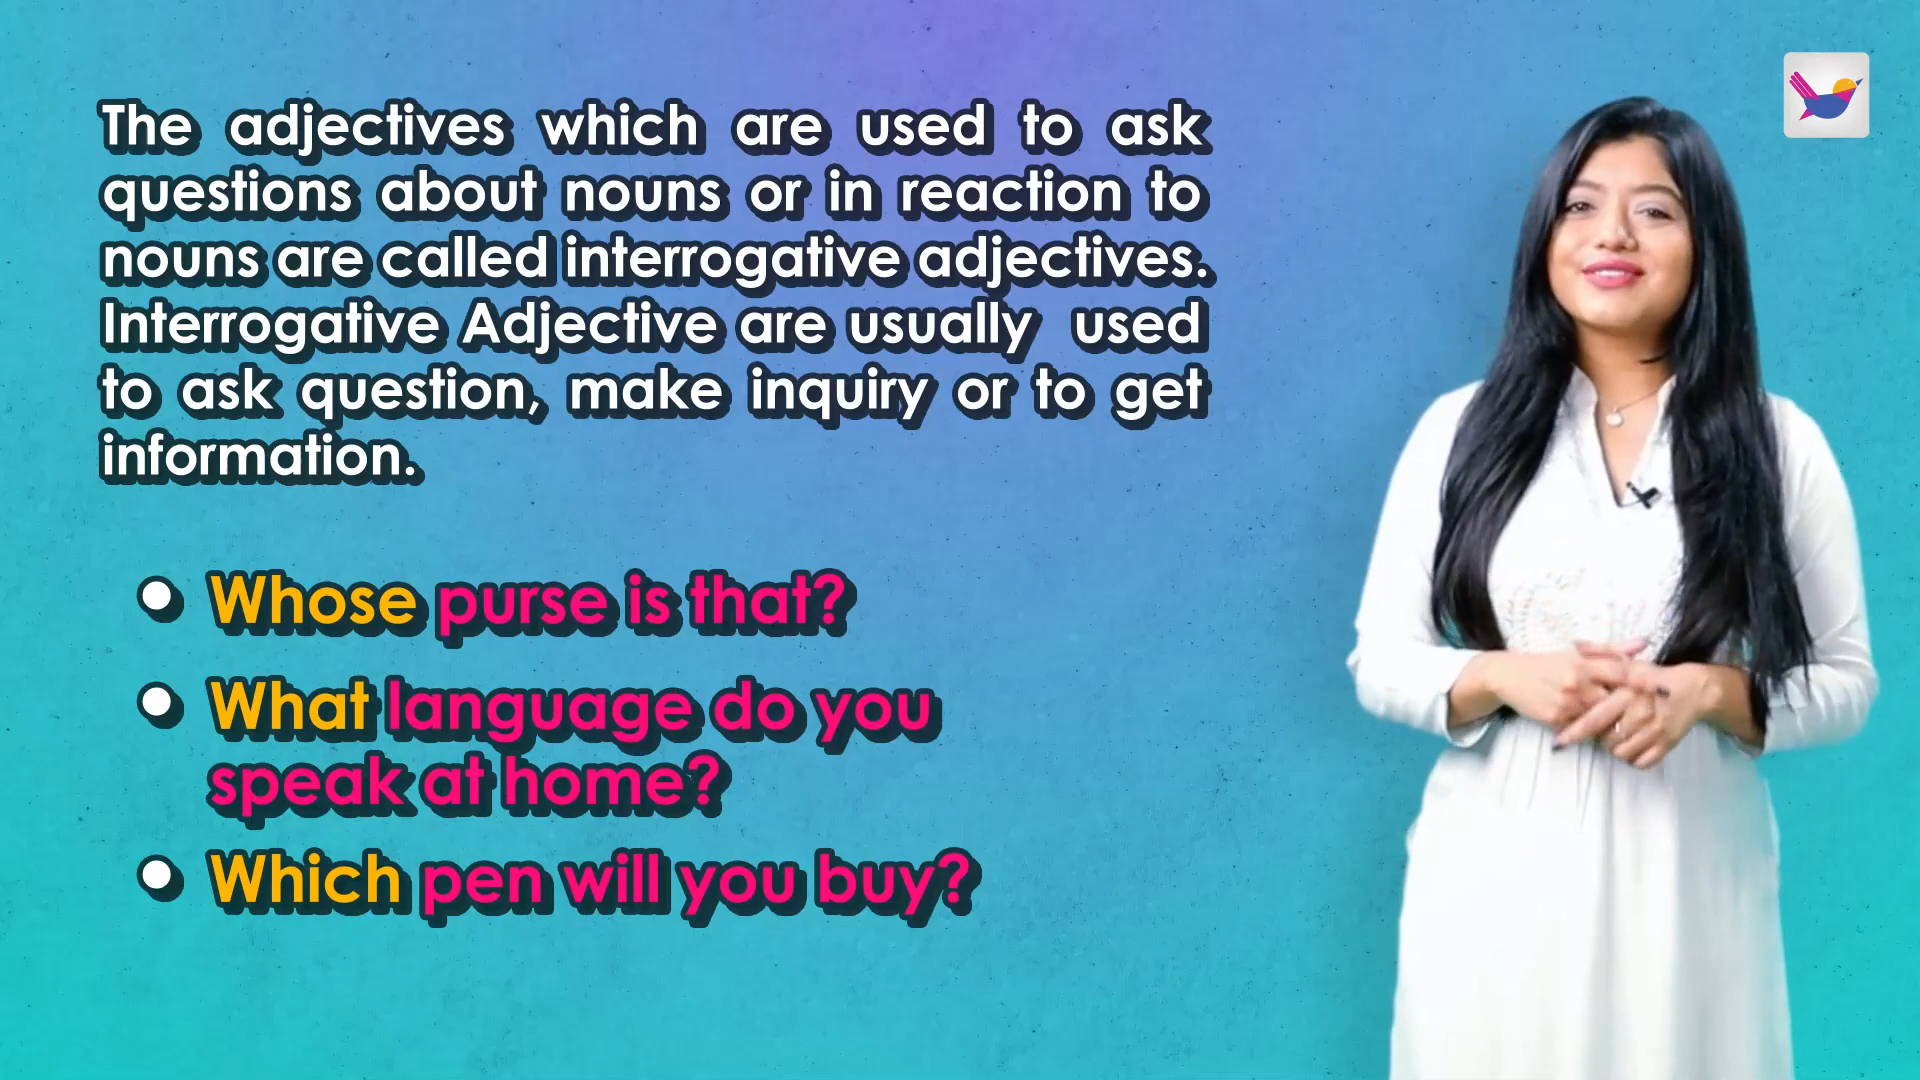 The adjectives which are used to ask
questions about nouns or in reaction to
nouns are called interrogative adjectives.
Interrogative Adjective are usually used
to ask question, make inquiry or to get
information.
Whose purse is that?
What language do you
speak at home?
Which pen will you buy?